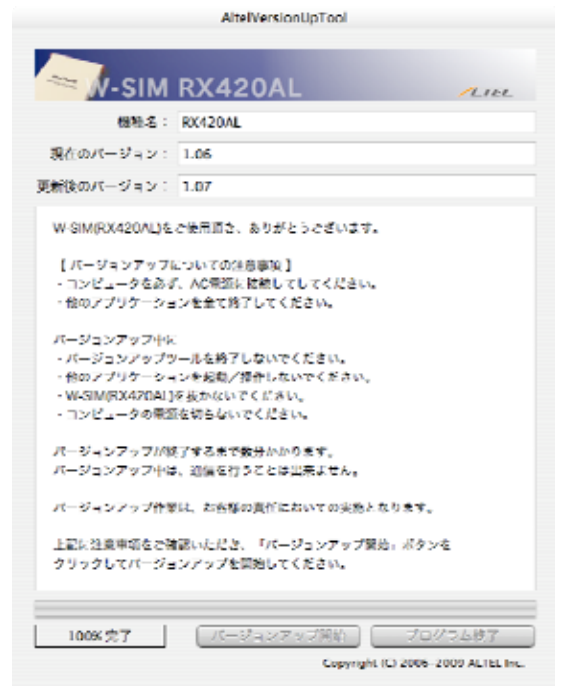 AltelVersionUpTool
W-SIM RX420AL
ALTEL
機種名： RX420AL
現在のバージョン： 1.06
更新後のバージョン： 1.07
W-SIM(RX420AL)をご使用頂き、ありがとうございます。
【 バージョンアップについての注意事項 】
・コンピュータを必ず、AC電源に接続してしてください。
・他のアプリケーションを全て終了してください。
バージョンアップ中に
・バージョンアップツールを終了しないでください。
・他のアプリケーションを起動／操作しないでください。
・W-SIM(RX420AL)を抜かないでください。
・コンピュータの電源を切らないでください。
バージョンアップが終了するまで数分かかります。
バージョンアップ中は、通信を行うことは出来ません。
バージョンアップ作業は、お客様の責任においての実施となります。
上記に注意事項をご確認いただき、「バージョンアップ開始」ボタンを
クリックしてバージョンアップを開始してください。
100% 完了
バージョンアップ開始
プログラム終了
Copyright (C) 2006-2009 ALTEL Inc.